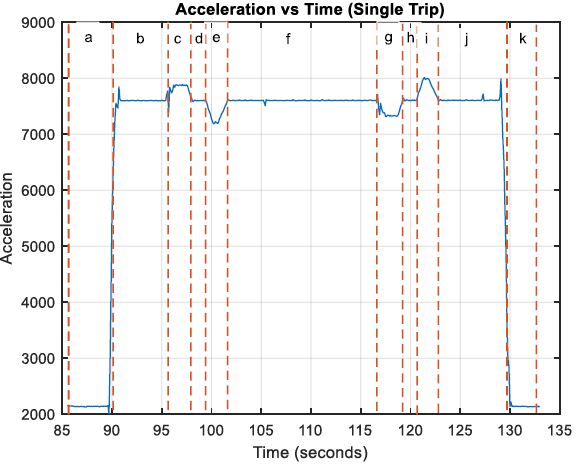 Acceleration vs Time (Single Trip)
a b c d e f g h i j k
9000
8000
7000
6000
5000
4000
3000
2000
Acceleration
85 90 95 100 105 110 115 120 125 130 135
Time (seconds)